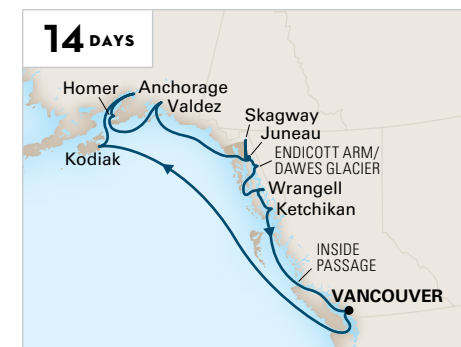 14 DAYS
Homer
Anchorage
Valdez
Kodiak
Skagway
Juneau
ENDICOTT ARM/
DAWES GLACIER
Wrangell
Ketchikan
INSIDE
PASSAGE
VANCOUVER